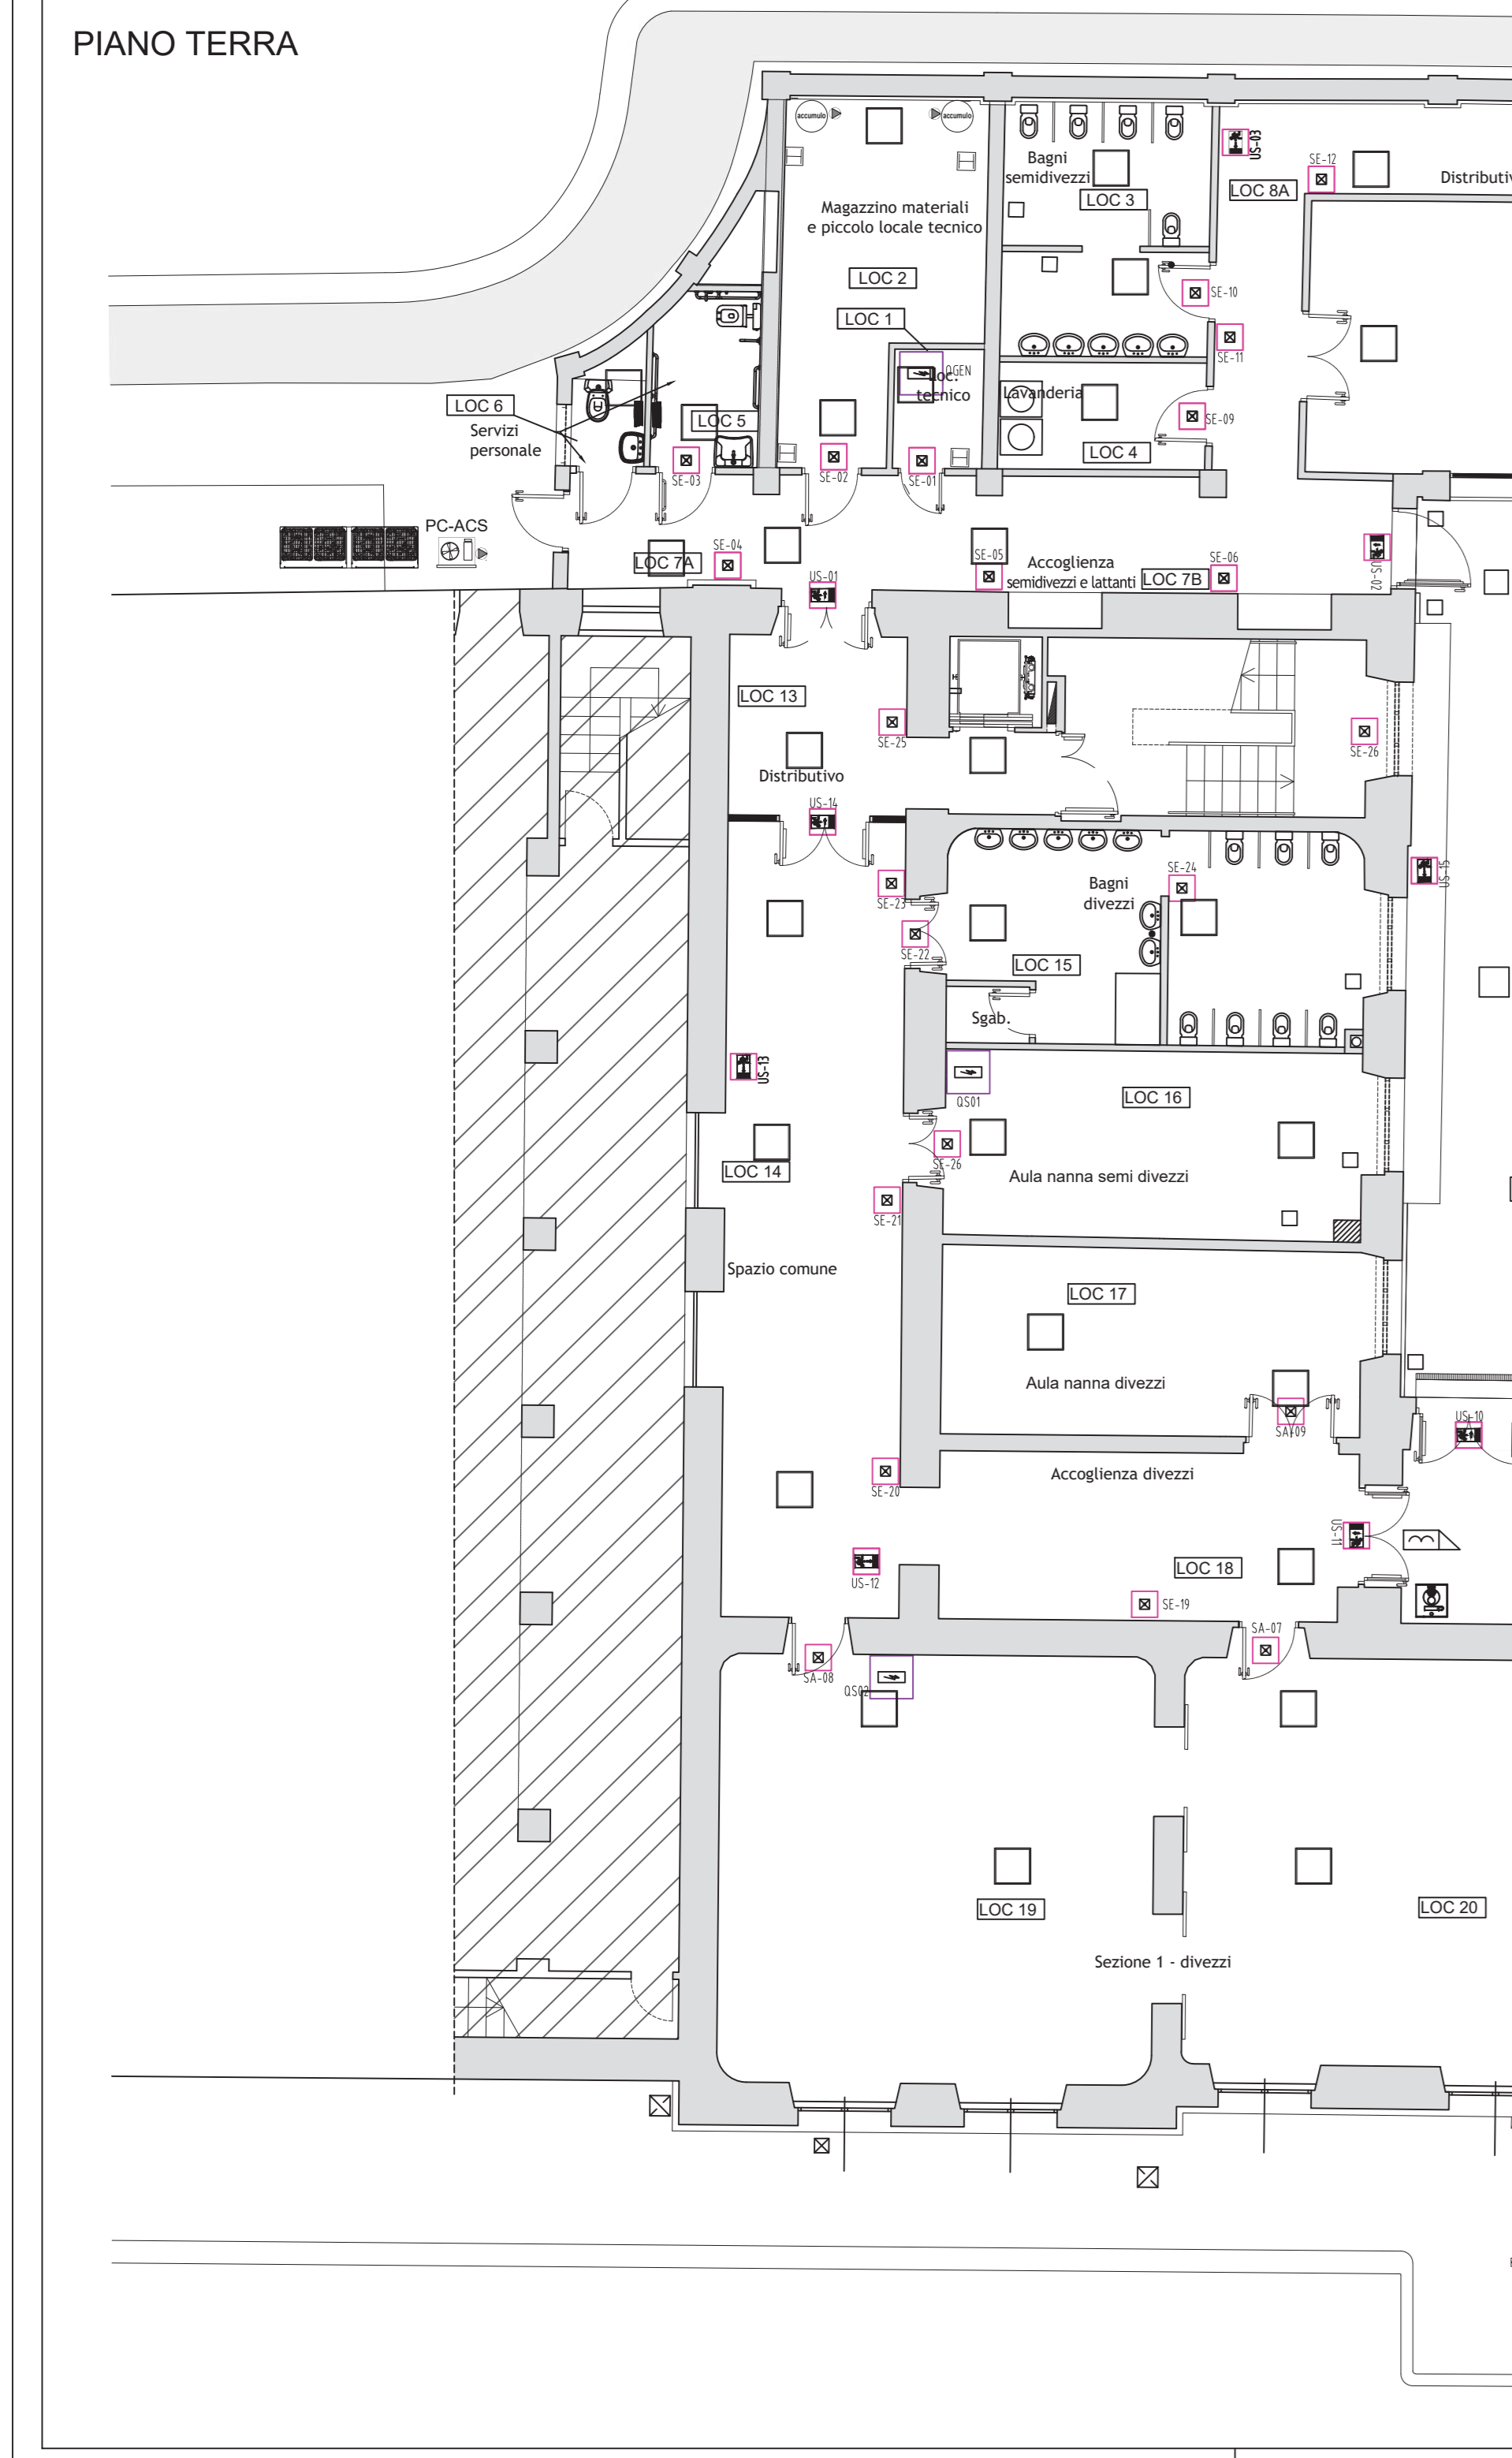 PIANO TERRA
accumulo
accumulo
Bagni
semidivezzi
LOC 3
US-03
SE-12
LOC 8A
Magazzino materiali
e piccolo locale tecnico
LOC 2
LOC 1
SE-10
SE-11
QGEN
loc.
tecnico
Lavanderia
SE-09
LOC 4
LOC 6
Servizi
personale
LOC 5
SE-03
SE-02
SE-01
PC-ACS
LOC 7A
SE-04
US-01
SE-05
Accoglienza
semidivezzi e lattanti
LOC 7B
SE-06
US-02
LOC 13
SE-25
SE-26
Distributivo
US-14
SE-23
SE-22
Bagni
divezzi
SE-24
US-15
LOC 15
Sgab.
US-13
QS01
LOC 16
LOC 14
SE-26
Aula nanna semi divezzi
SE-21
Spazio comune
LOC 17
Aula nanna divezzi
SA-09
US-10
SE-20
Accoglienza divezzi
US-11
US-12
LOC 18
SE-19
SA-08
SA-07
QS02
LOC 19
LOC 20
Sezione 1 - divezzi